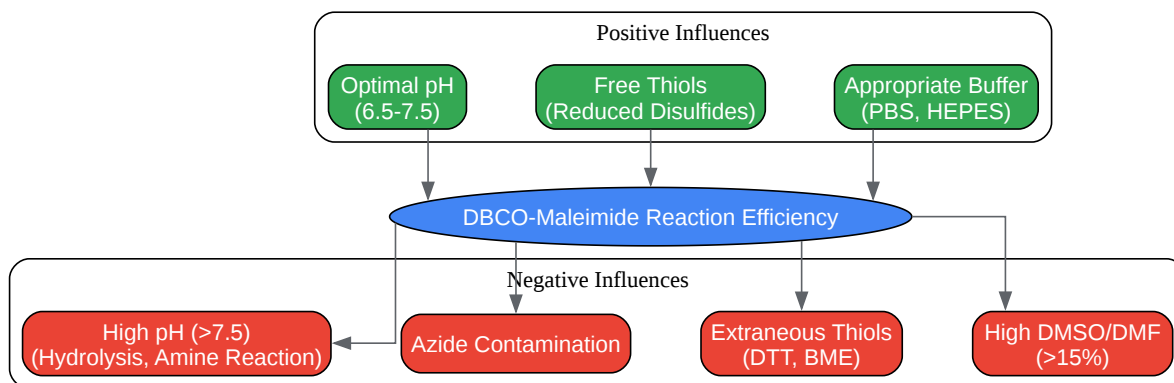 Positive Influences
Optimal pH
(6.5-7.5)
Free Thiols
(Reduced Disulfides)
Appropriate Buffer
(PBS, HEPES)
DBCO-Maleimide Reaction Efficiency
Negative Influences
High pH (>7.5)
(Hydrolysis, Amine Reaction)
Azide Contamination
Extraneous Thiols
(DTT, BME)
High DMSO/DMF
(>15%)